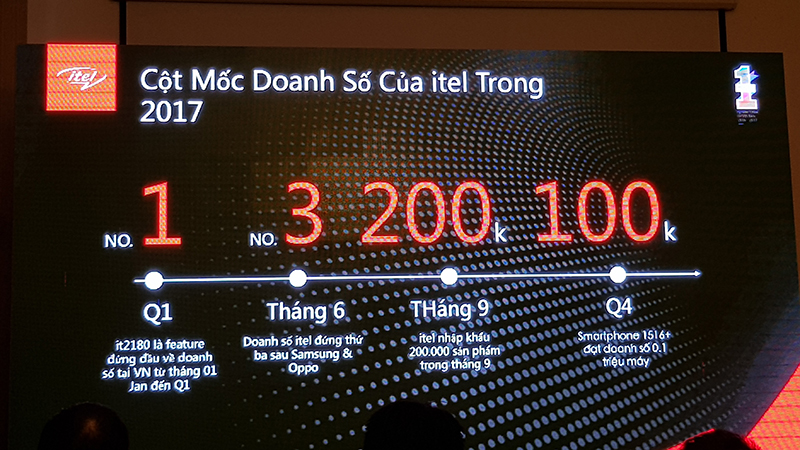 itel
Cột Mốc Doanh Số Của itel Trong
2017
NO. 1
NO. 3
200k
100k
Q1
Tháng 6
THáng 9
Q4
it2180 là feature
đứng đầu về doanh
số tại VN từ tháng 01
Jan đến Q1
Doanh số itel đứng thứ
ba sau Samsung &
Oppo
itel nhập khẩu
200.000 sản phẩm
trong tháng 9
Smartphone 1516+
đạt doanh số 0.1
triệu máy